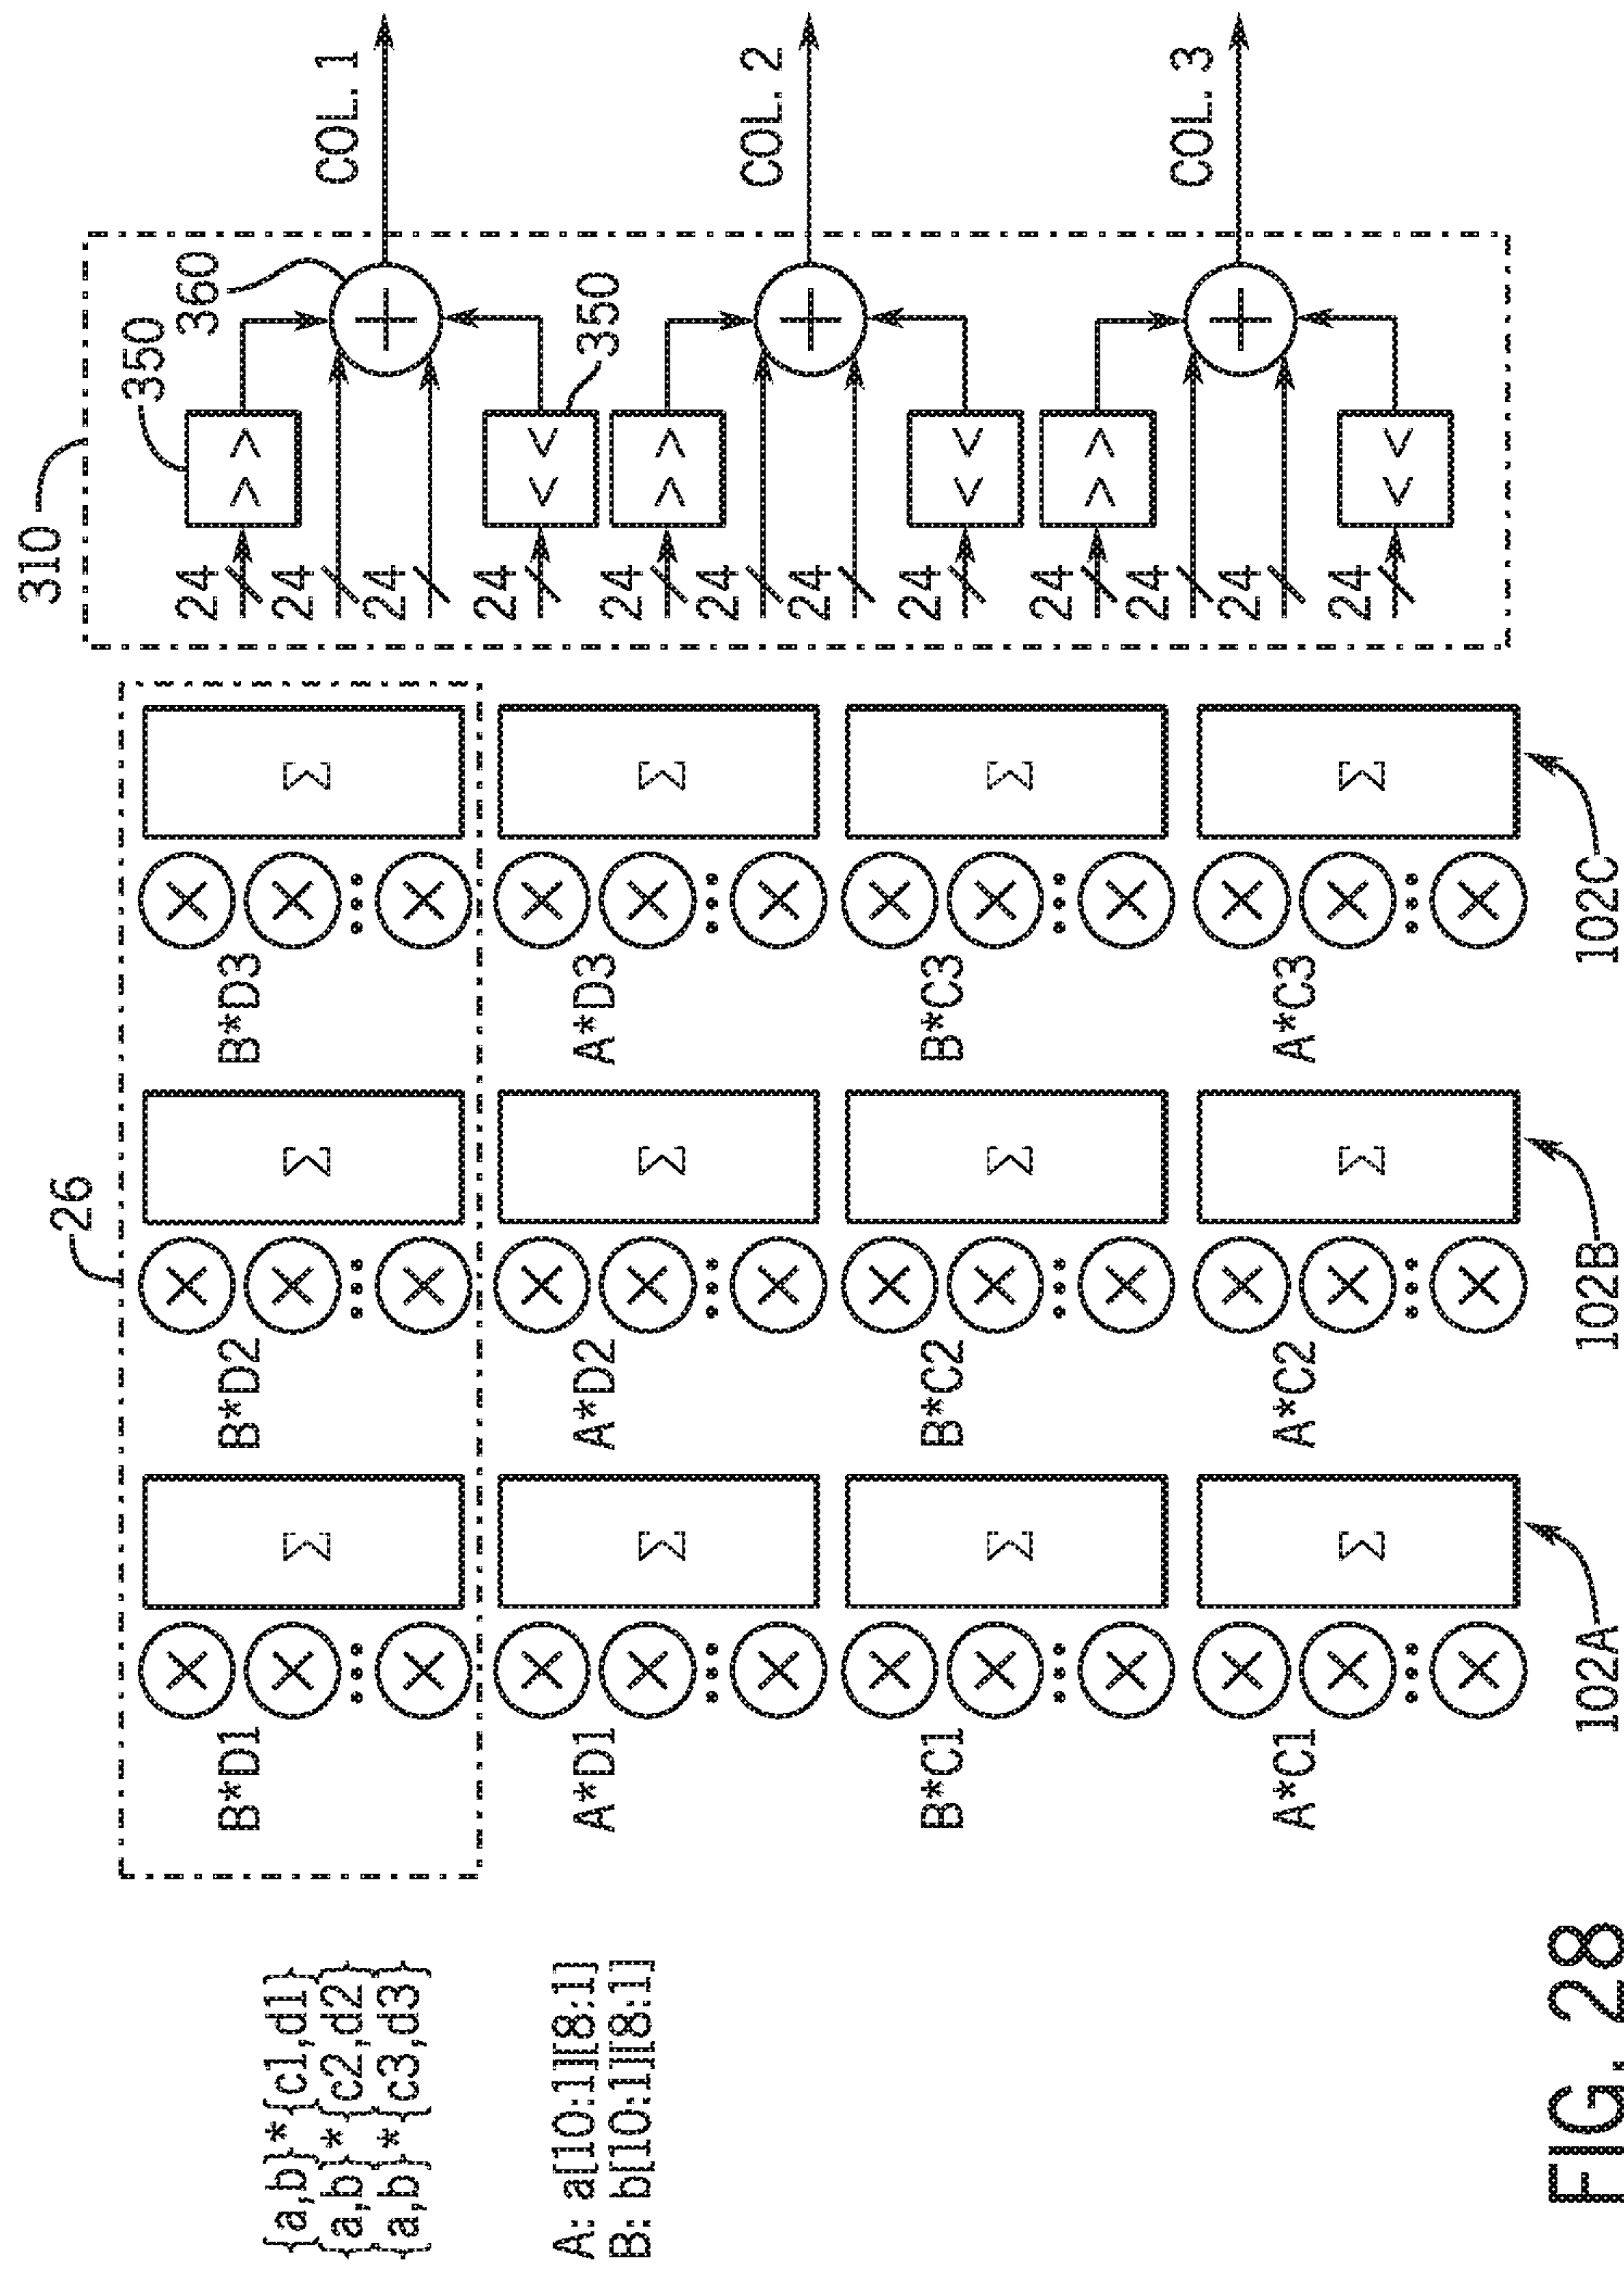 {a,b}*{c1,d1}
{a,b}*{c2,d2}
{a,b}*{c3,d3}
A: a[10:1][8:1]
B: b[10:1][8:1]
26
B*D1
Σ
B*D2
Σ
B*D3
Σ
A*D1
Σ
A*D2
Σ
A*D3
Σ
B*C1
Σ
B*C2
Σ
B*C3
Σ
A*C1
Σ
A*C2
Σ
A*C3
Σ
102A
102B
102C
310
350
360
24
>>
24
24
24
<<
350
COL. 1
24
>>
24
24
24
<<
COL. 2
24
>>
24
24
24
<<
COL. 3
FIG. 28